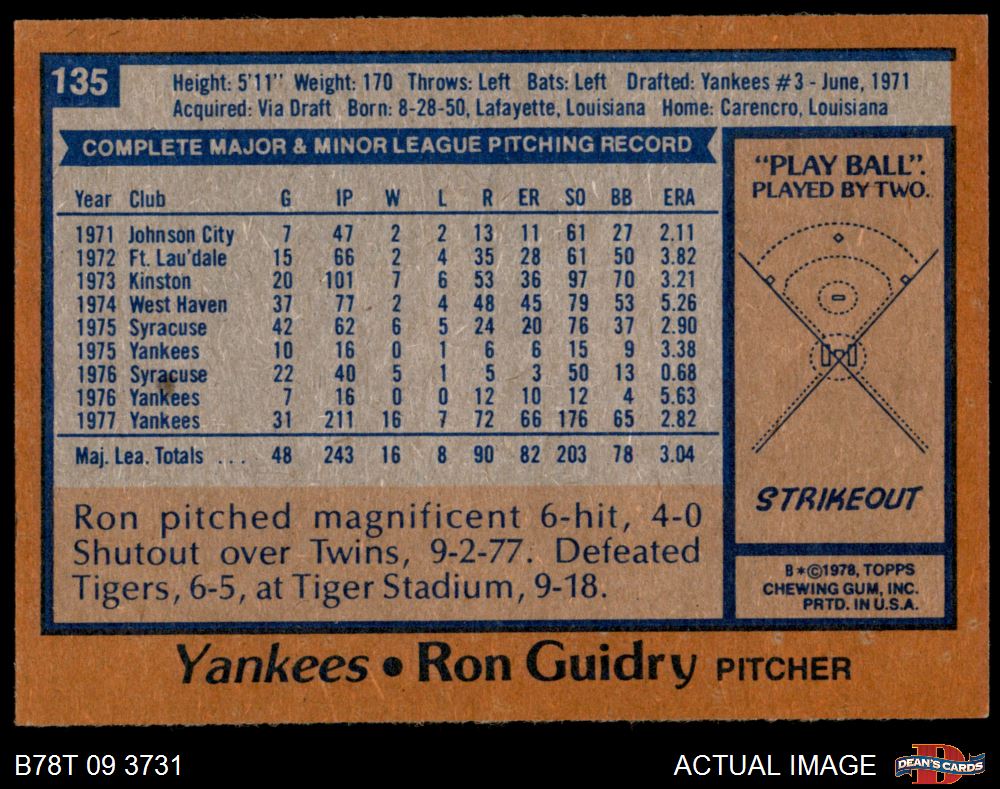 135
Height: 5'11" Weight: 170 Throws: Left Bats: Left Drafted: Yankees #3 - June, 1971
Acquired: Via Draft Born: 8-28-50, Lafayette, Louisiana Home: Carencro, Louisiana
COMPLETE MAJOR & MINOR LEAGUE PITCHING RECORD
Year Club G IP W L R ER SO BB ERA
1971 Johnson City 7 47 2 2 13 11 61 27 2.11
1972 Ft. Lau'dale 15 66 2 4 35 28 61 50 3.82
1973 Kinston 20 101 7 6 53 36 97 70 3.21
1974 West Haven 37 77 2 4 48 45 79 53 5.26
1975 Syracuse 42 62 6 5 24 20 76 37 2.90
1975 Yankees 10 16 0 1 6 6 15 9 3.38
1976 Syracuse 22 40 5 1 5 3 50 13 0.68
1976 Yankees 7 16 0 0 12 10 12 4 5.63
1977 Yankees 31 211 16 7 72 66 176 65 2.82
Maj. Lea. Totals ... 48 243 16 8 90 82 203 78 3.04
Ron pitched magnificent 6-hit, 4-0
Shutout over Twins, 9-2-77. Defeated
Tigers, 6-5, at Tiger Stadium, 9-18.
"PLAY BALL".
PLAYED BY TWO.
STRIKEOUT
B*©1978, TOPPS
CHEWING GUM, INC.
PRTD. IN U.S.A.
Yankees • Ron Guidry PITCHER
B78T 09 3731
ACTUAL IMAGE
D
DEAN'S CARDS